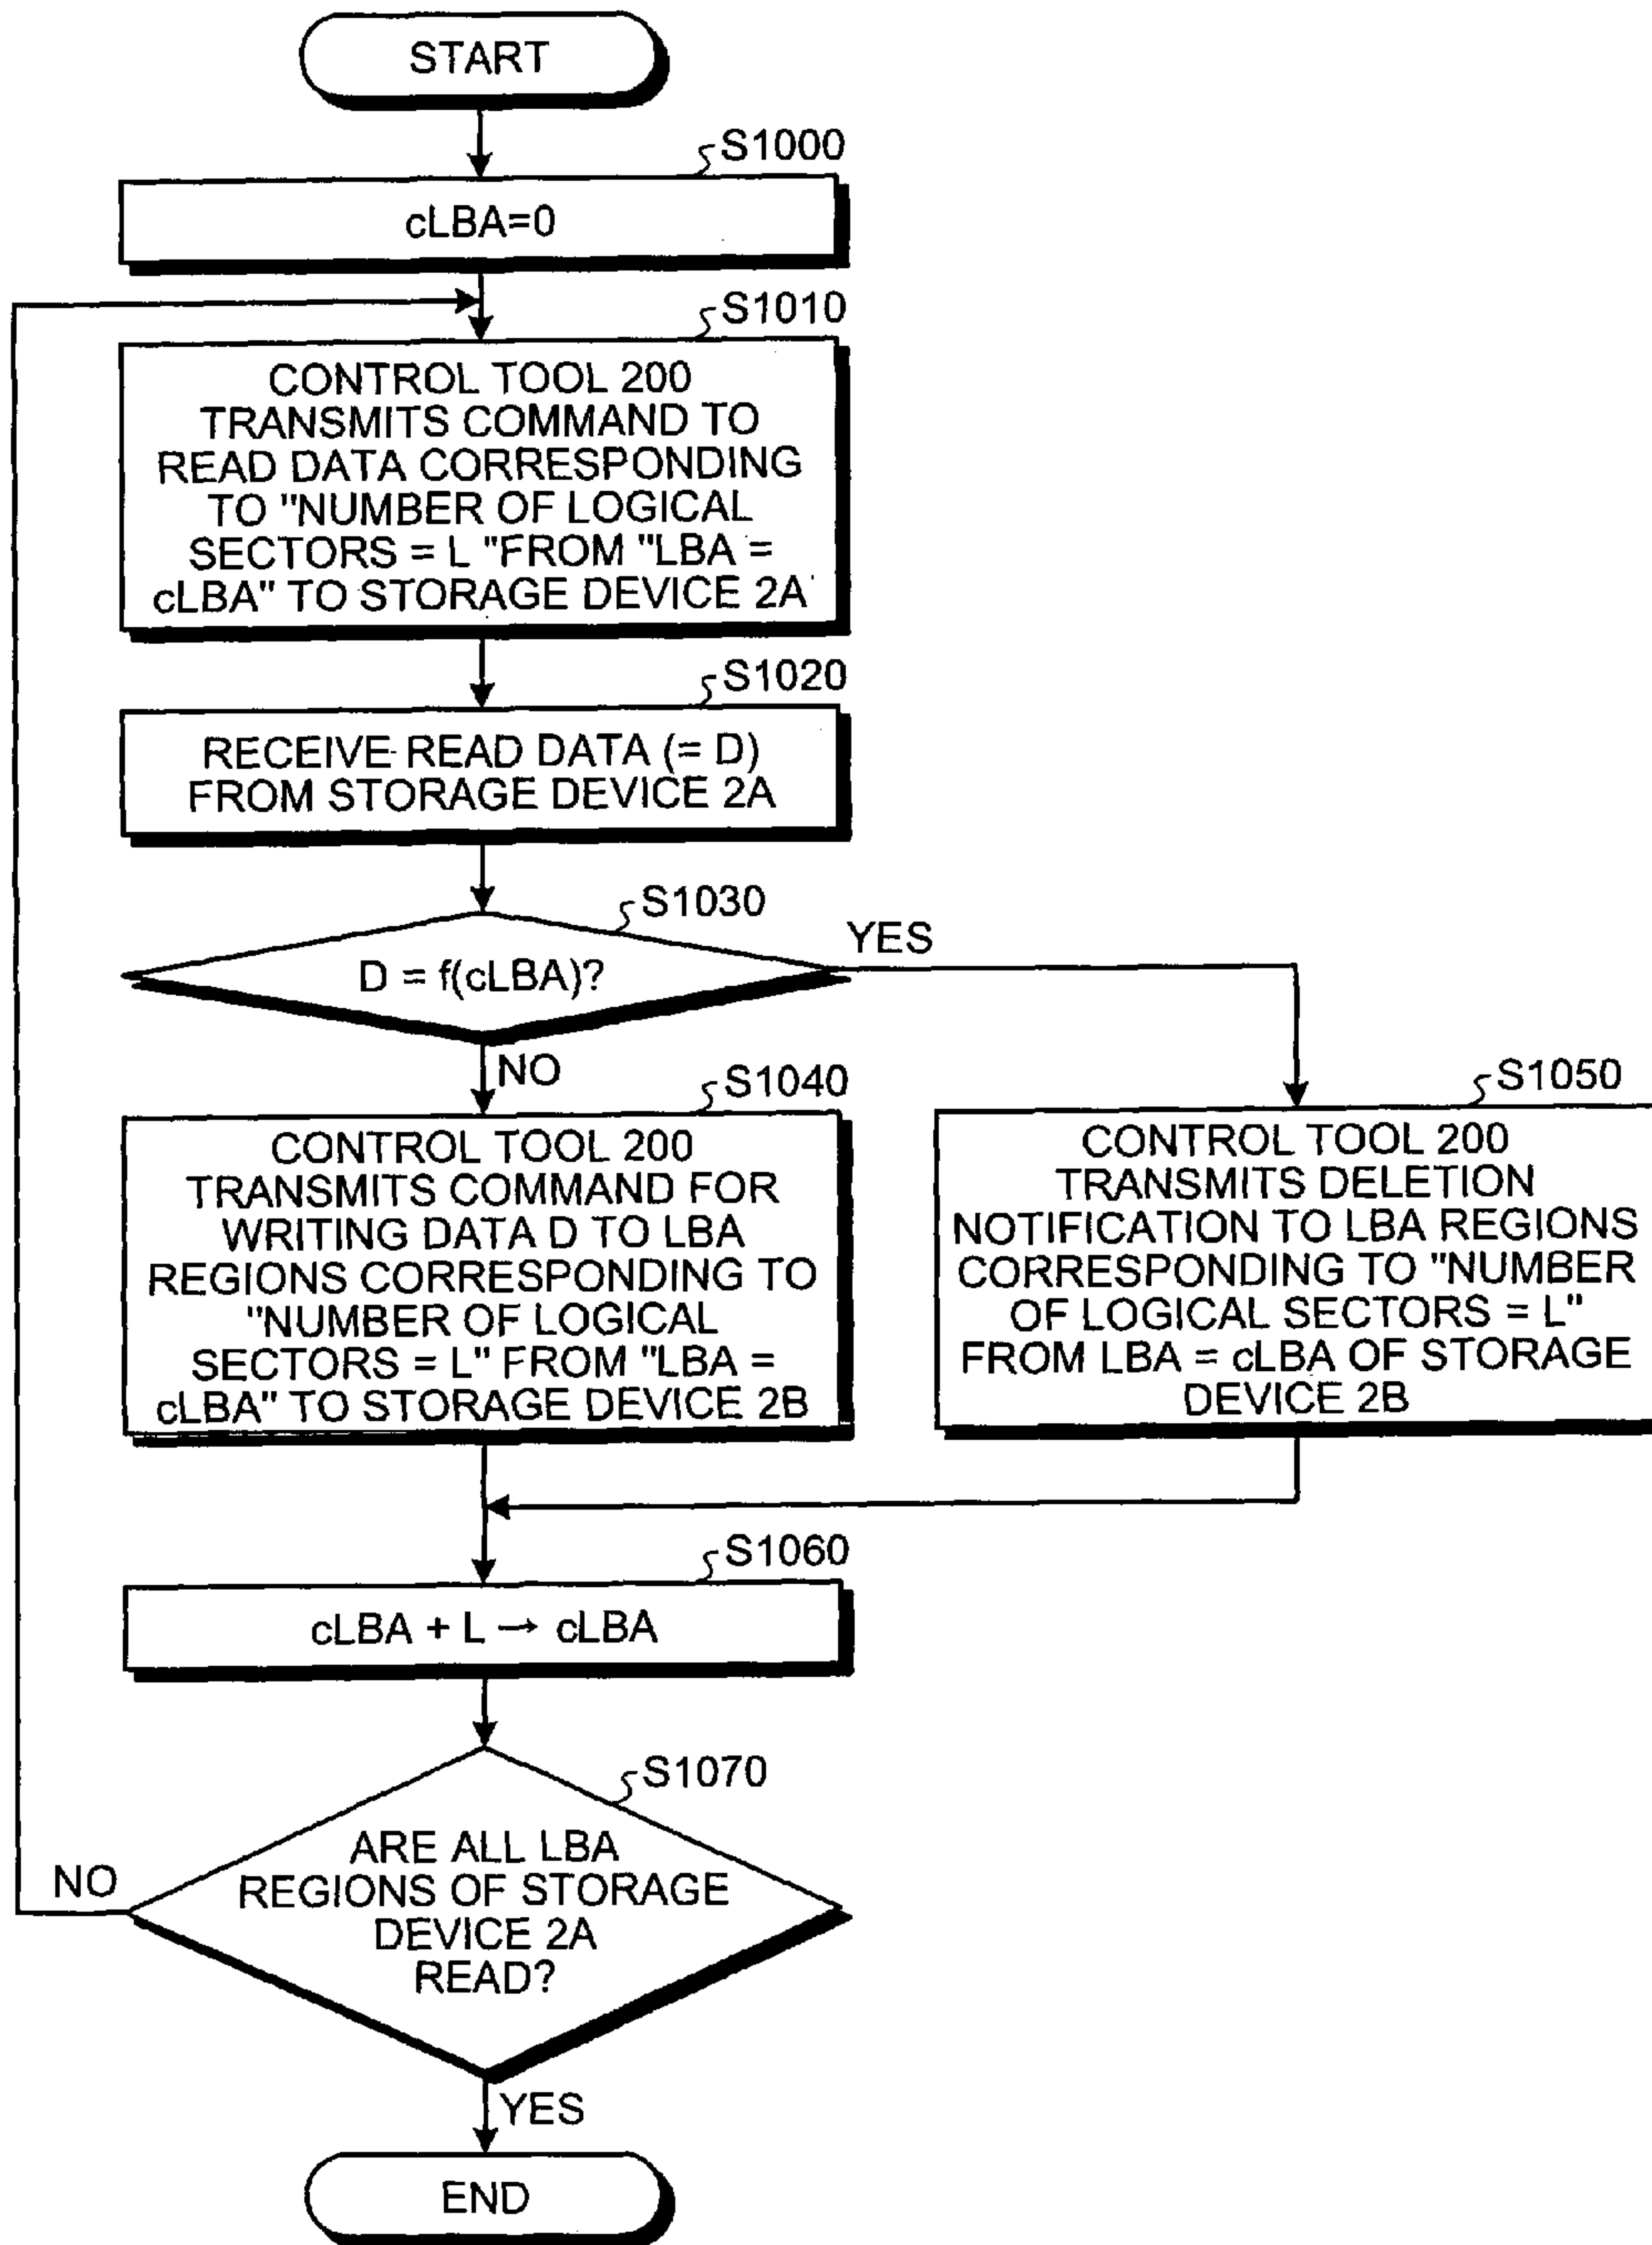 START
S1000
cLBA=0
S1010
CONTROL TOOL 200
TRANSMITS COMMAND TO
READ DATA CORRESPONDING
TO "NUMBER OF LOGICAL
SECTORS = L "FROM "LBA =
cLBA" TO STORAGE DEVICE 2A
S1020
RECEIVE READ DATA (= D)
FROM STORAGE DEVICE 2A
S1030
D = f(cLBA)?
YES
NO
S1040
CONTROL TOOL 200
TRANSMITS COMMAND FOR
WRITING DATA D TO LBA
REGIONS CORRESPONDING TO
"NUMBER OF LOGICAL
SECTORS = L" FROM "LBA =
cLBA" TO STORAGE DEVICE 2B
S1050
CONTROL TOOL 200
TRANSMITS DELETION
NOTIFICATION TO LBA REGIONS
CORRESPONDING TO "NUMBER
OF LOGICAL SECTORS = L"
FROM LBA = cLBA OF STORAGE
DEVICE 2B
S1060
cLBA + L → cLBA
S1070
ARE ALL LBA
REGIONS OF STORAGE
DEVICE 2A
READ?
NO
YES
END